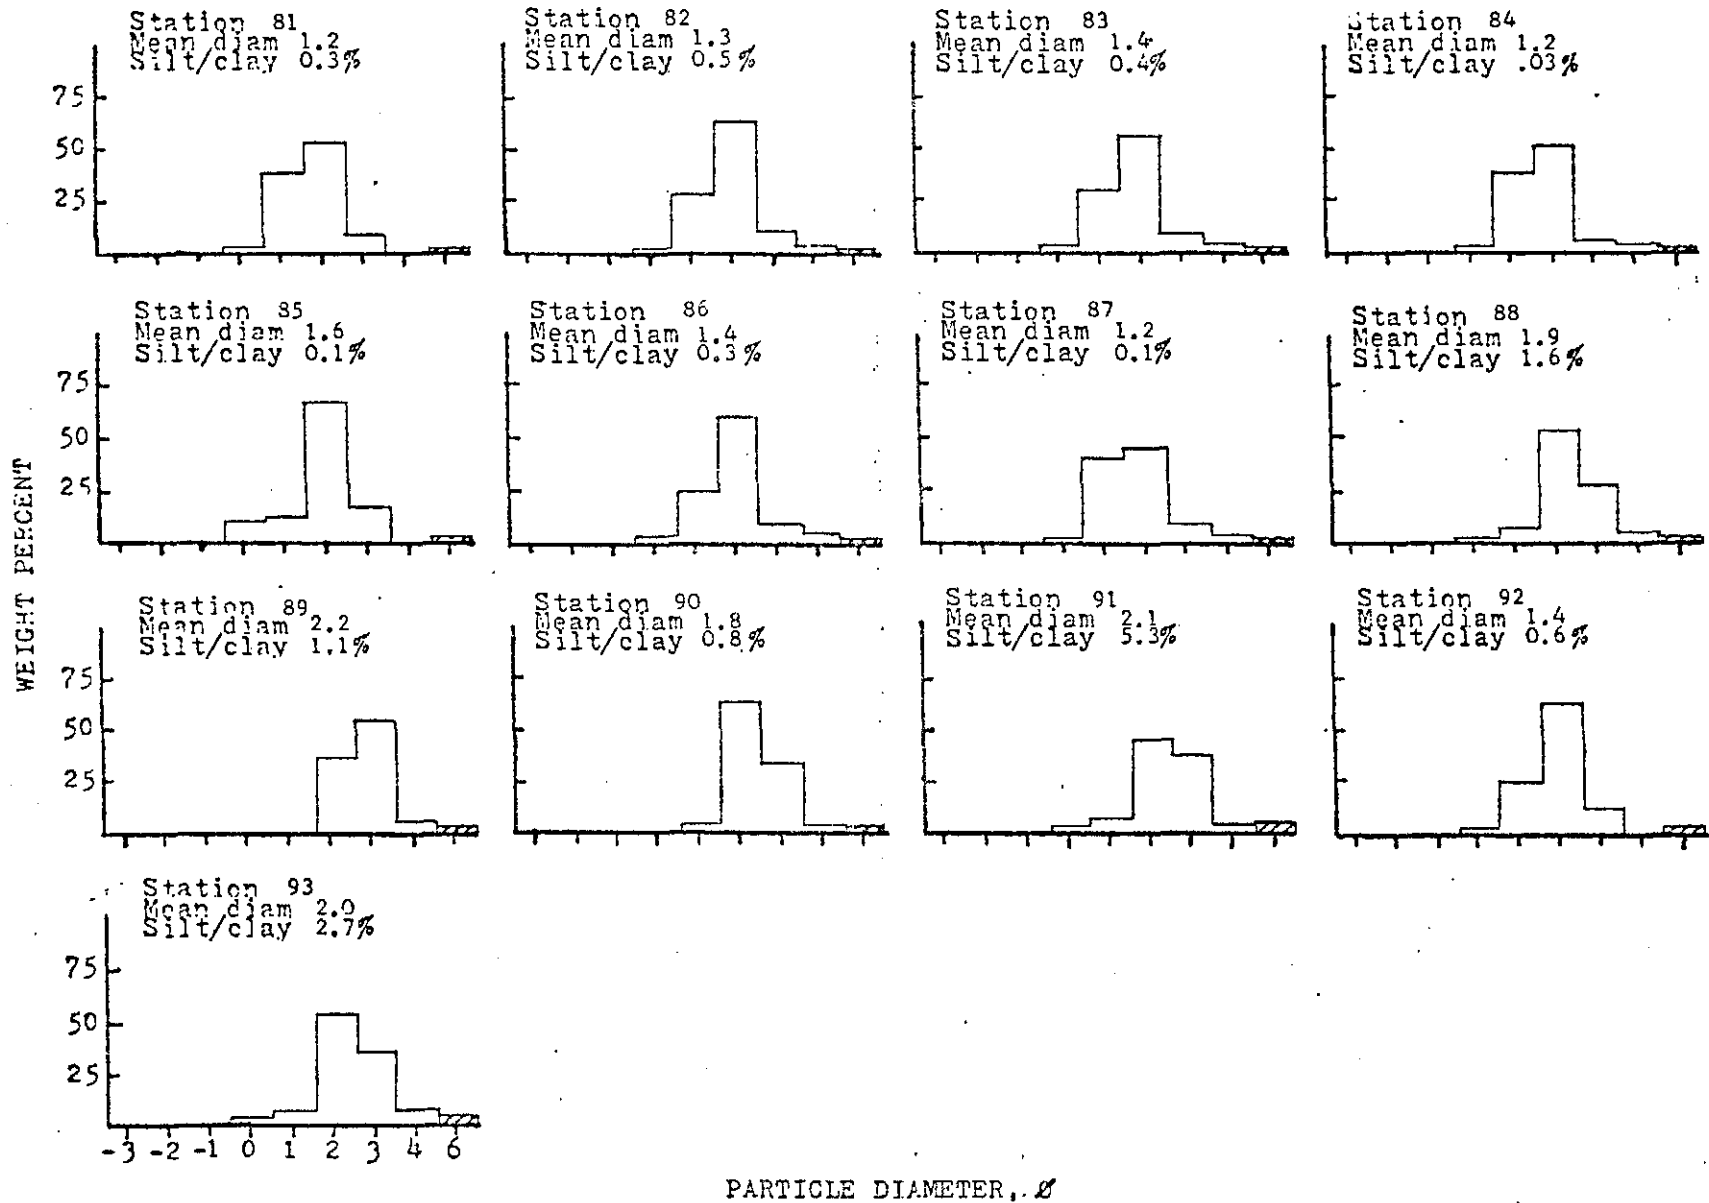 Station 81
Mean diam 1.2
Silt/clay 0.3%
Station 82
Mean diam 1.3
Silt/clay 0.5%
Station 83
Mean diam 1.4
Silt/clay 0.4%
Station 84
Mean diam 1.2
Silt/clay .03%
75
50
25
Station 85
Mean diam 1.6
Silt/clay 0.1%
Station 86
Mean diam 1.4
Silt/clay 0.3%
Station 87
Mean diam 1.2
Silt/clay 0.1%
Station 88
Mean diam 1.9
Silt/clay 1.6%
75
50
25
WEIGHT PERCENT
Station 89
Mean diam 2.2
Silt/clay 1.1%
Station 90
Mean diam 1.8
Silt/clay 0.8%
Station 91
Mean diam 2.1
Silt/clay 5.3%
Station 92
Mean diam 1.4
Silt/clay 0.6%
75
50
25
Station 93
Mean diam 2.0
Silt/clay 2.7%
75
50
25
-3 -2 -1 0 1 2 3 4 6
PARTICLE DIAMETER, Ø